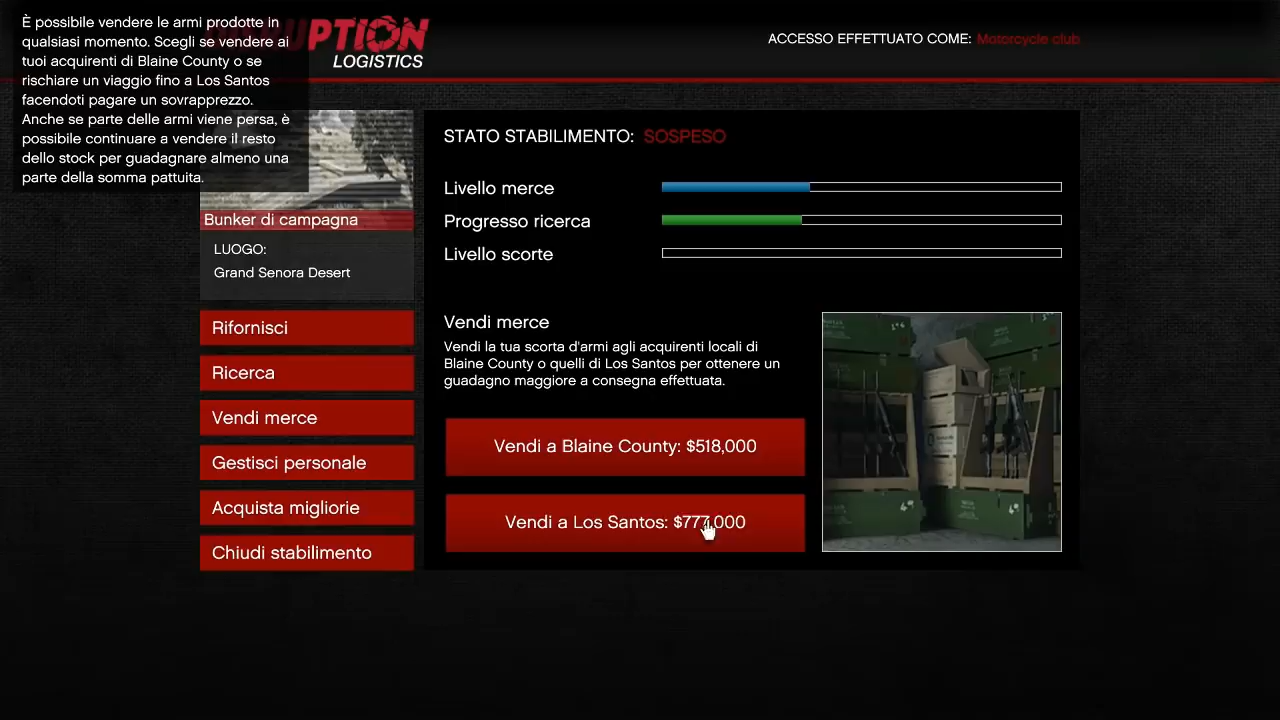 È possibile vendere le armi prodotte in
qualsiasi momento. Scegli se vendere ai
tuoi acquirenti di Blaine County o se
rischiare un viaggio fino a Los Santos
facendoti pagare un sovrapprezzo.
Anche se parte delle armi viene persa, è
possibile continuare a vendere il resto
dello stock per guadagnare almeno una
parte della somma pattuita.
LOGISTICS
ACCESSO EFFETTUATO COME: Motorcycle club
Bunker di campagna
LUOGO:
Grand Senora Desert
Rifornisci
Ricerca
Vendi merce
Gestisci personale
Acquista migliorie
Chiudi stabilimento
STATO STABILIMENTO: SOSPESO
Livello merce
Progresso ricerca
Livello scorte
Vendi merce
Vendi la tua scorta d'armi agli acquirenti locali di
Blaine County o quelli di Los Santos per ottenere un
guadagno maggiore a consegna effettuata.
Vendi a Blaine County: $518,000
Vendi a Los Santos: $777,000